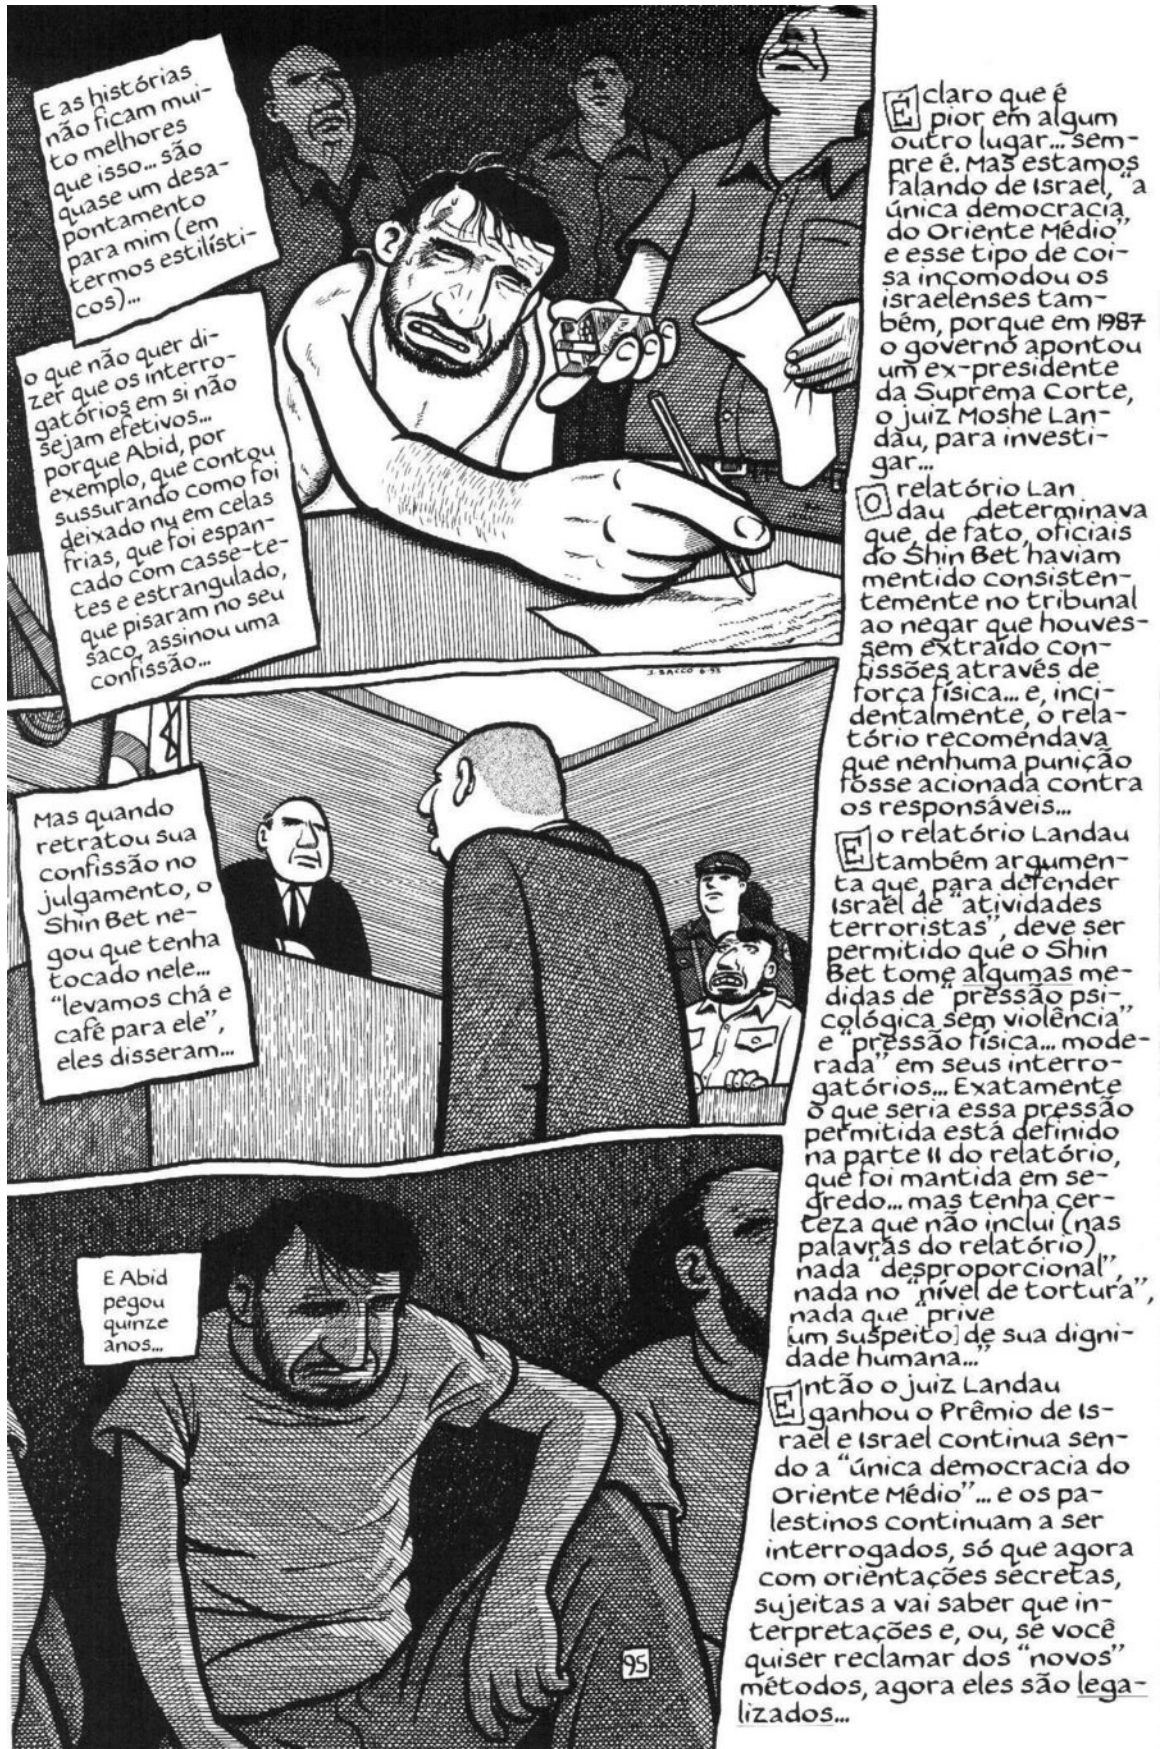 E as histórias
não ficam mui-
to melhores
que isso... são
quase um desa-
pontamento
para mim (em
termos estilísti-
cos)...
o que não quer di-
zer que os interro-
gatórios em si não
sejam efetivos...
porque Abid, por
exemplo, que contou
sussurando como foi
deixado nu em celas
frias, que foi espan-
cado com casse-te-
tes e estrangulado,
que pisaram no seu
saco, assinou uma
confissão...
J. SACCO 6-93
Mas quando
retratou sua
confissão no
julgamento, o
Shin Bet ne-
gou que tenha
tocado nele...
"levamos chá e
café para ele",
eles disseram...
E Abid
pegou
quinze
anos...
95
É claro que é
pior em algum
outro lugar... sem-
pre é. Mas estamos
falando de Israel, "a
única democracia
do Oriente Médio"
e esse tipo de coi-
sa incomodou os
israelenses tam-
bém, porque em 1987
o governo apontou
um ex-presidente
da Suprema Corte,
o juiz Moshe Lan-
dau, para investi-
gar...
O relatório Lan
dau determinava
que, de fato, oficiais
do Shin Bet haviam
mentido consisten-
temente no tribunal
ao negar que houves-
sem extraído con-
fissões através de
força física... e, inci-
dentalmente, o rela-
tório recomendava
que nenhuma punição
fosse acionada contra
os responsáveis...
E o relatório Landau
também argumen-
ta que, para defender
Israel de "atividades
terroristas", deve ser
permitido que o Shin
Bet tome algumas me-
didas de "pressão psi-
cológica sem violência"
e "pressão física... mode-
rada" em seus interro-
gatórios... Exatamente
o que seria essa pressão
permitida está definido
na parte II do relatório,
que foi mantida em se-
gredo... mas tenha cer-
teza que não inclui (nas
palavras do relatório)
nada "desproporcional",
nada no "nível de tortura",
nada que "prive
[um suspeito] de sua digni-
dade humana..."
Então o juiz Landau
ganhou o Prêmio de Is-
rael e Israel continua sen-
do a "única democracia do
Oriente Médio"... e os pa-
lestinos continuam a ser
interrogados, só que agora
com orientações secretas,
sujeitas a vai saber que in-
terpretações e, ou, se você
quiser reclamar dos "novos"
métodos, agora eles são lega-
lizados...